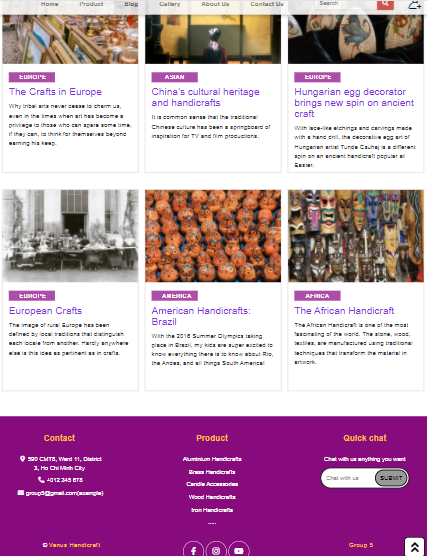 Home Product Blog Gallery About Us Contact Us Search
EUROPE
The Crafts in Europe
Why tribal arts never cease to charm us,
even in the times when art has become a
privilege to those who can spare some time,
if they can, to think for themselves beyond
earning his keep.
ASIAN
China's cultural heritage
and handicrafts
It is common sense that the traditional
Chinese culture has been a springboard of
inspiration for TV and film productions.
EUROPE
Hungarian egg decorator
brings new spin on ancient
craft
With lace-like etchings and carvings made
with a hand drill, the decorative egg art of
Hungarian artist Tunde Csuhaj is a different
spin on an ancient handicraft popular at
Easter.
EUROPE
European Crafts
The image of rural Europe has been
defined by local traditions that distinguish
each locale from another. Hardly anywhere
else is this idea as pertinent as in crafts.
AMERICA
American Handicrafts:
Brazil
With the 2016 Summer Olympics taking
place in Brazil, my kids are super excited to
know everything there is to know about Rio,
the Andes, and all things South America!
AFRICA
The African Handicraft
The African Handicraft is one of the most
fascinating of the world. The stone, wood,
textiles, are manufactured using traditional
techniques that transform the material in
artwork.
Contact
590 CMT8, Ward 11, District
3, Ho Chi Minh City
+012 345 678
group5@gmail.com(example)
Product
Aluminium Handicrafts
Brass Handicrafts
Candle Accessories
Wood Handicrafts
Iron Handicrafts
.....
Quick chat
Chat with us anything you want
Chat with us SUBMIT
© Venus Handicraft
Group 5